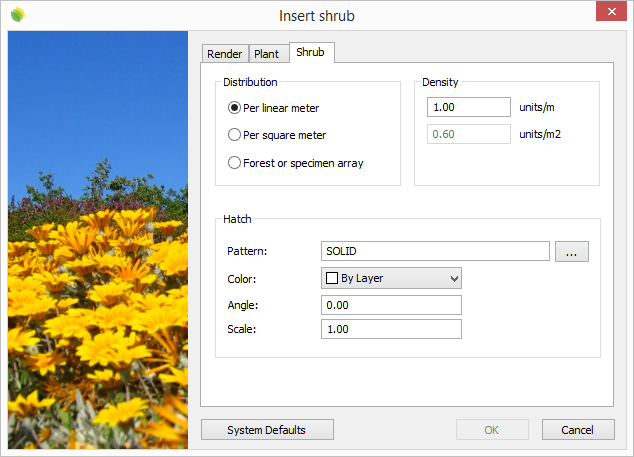 Insert shrub
Render Plant Shrub
Distribution
Per linear meter
Per square meter
Forest or specimen array
Density
1.00 units/m
0.60 units/m2
Hatch
Pattern: SOLID ...
Color: By Layer
Angle: 0.00
Scale: 1.00
System Defaults OK Cancel